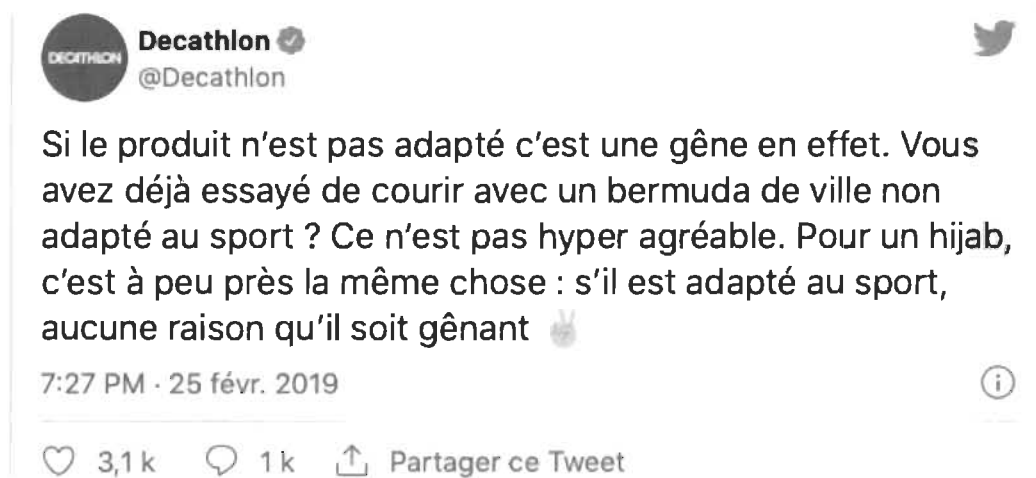 DECATHLON
Decathlon
@Decathlon
Si le produit n'est pas adapté c'est une gêne en effet. Vous
avez déjà essayé de courir avec un bermuda de ville non
adapté au sport ? Ce n'est pas hyper agréable. Pour un hijab,
c'est à peu près la même chose : s'il est adapté au sport,
aucune raison qu'il soit gênant ✌️
7:27 PM · 25 févr. 2019
3,1 k 1 k Partager ce Tweet